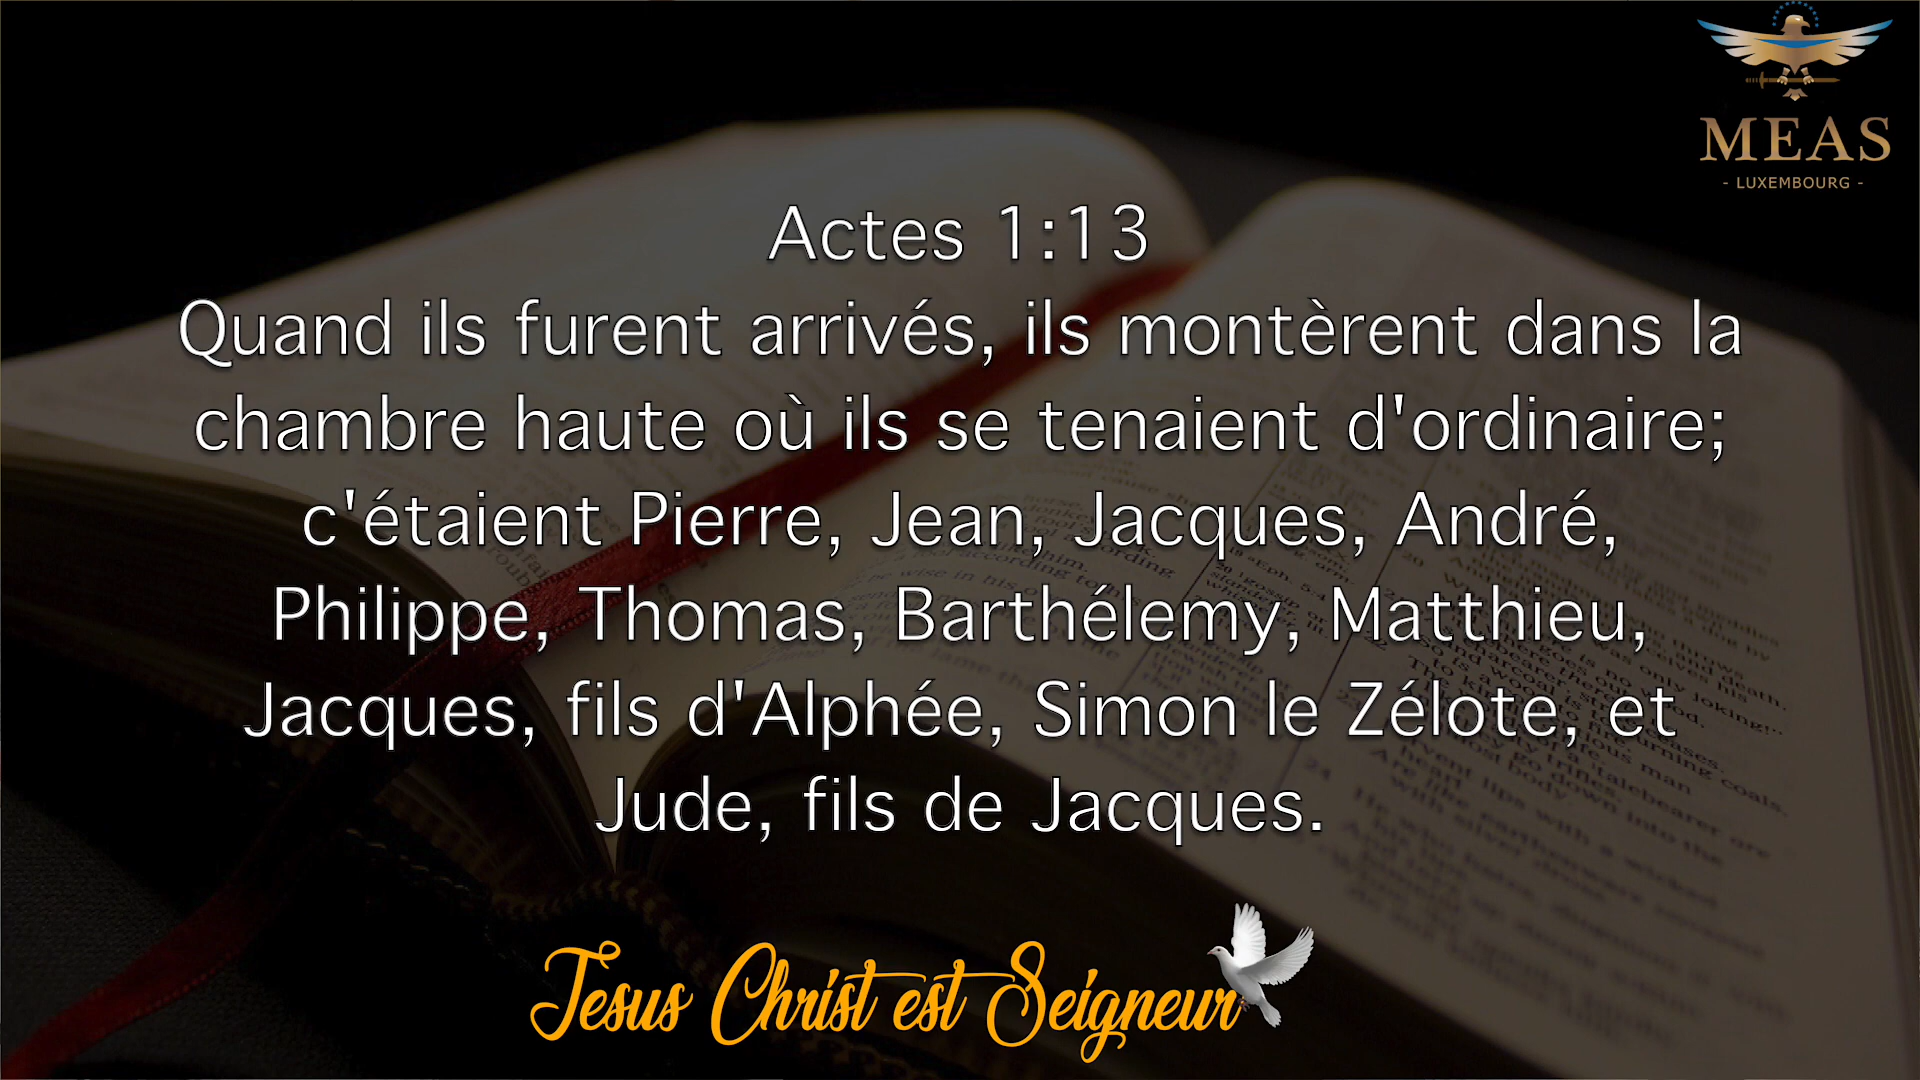 MEAS
- LUXEMBOURG -
Actes 1:13
Quand ils furent arrivés, ils montèrent dans la
chambre haute où ils se tenaient d'ordinaire;
c'étaient Pierre, Jean, Jacques, André,
Philippe, Thomas, Barthélemy, Matthieu,
Jacques, fils d'Alphée, Simon le Zélote, et
Jude, fils de Jacques.
Jèsus Christ est Seigneur